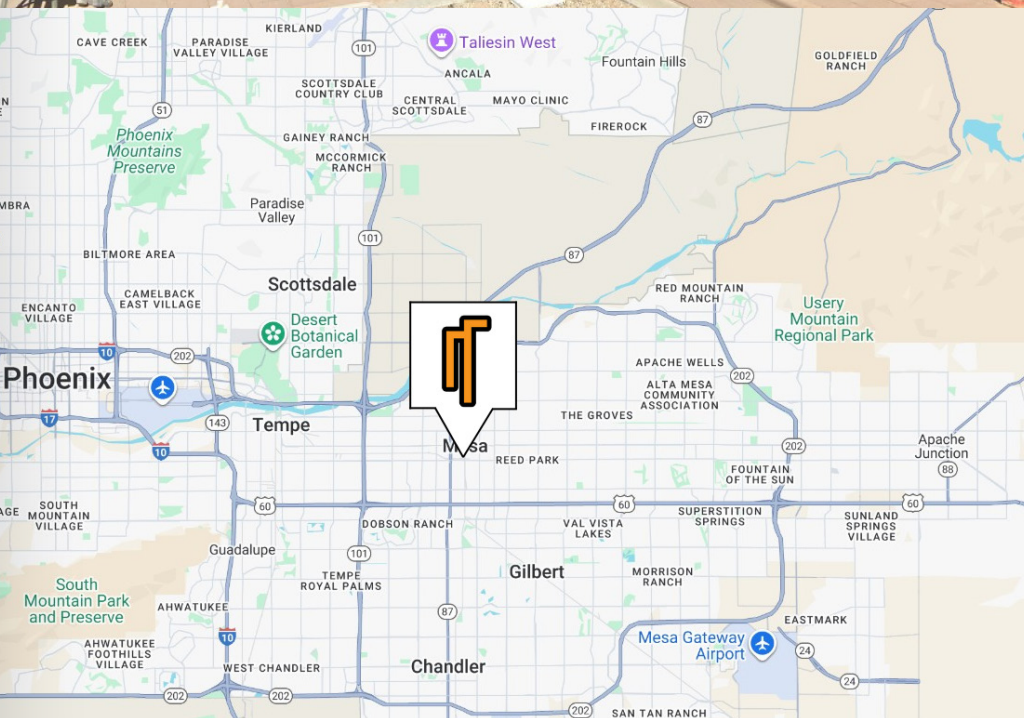 KIERLAND
CAVE CREEK
PARADISE
VALLEY VILLAGE
101
Taliesin West
GOLDFIELD
RANCH
Fountain Hills
ANCALA
SCOTTSDALE
COUNTRY CLUB
CENTRAL
SCOTTSDALE
MAYO CLINIC
51
87
FIREROCK
GAINEY RANCH
Phoenix
Mountains
Preserve
MCCORMICK
RANCH
MBRA
Paradise
Valley
101
BILTMORE AREA
87
Scottsdale
RED MOUNTAIN
RANCH
CAMELBACK
EAST VILLAGE
ENCANTO
VILLAGE
Usery
Mountain
Regional Park
Desert
Botanical
Garden
10
202
APACHE WELLS
Phoenix
202
ALTA MESA
COMMUNITY
ASSOCIATION
THE GROVES
17
143
Tempe
Mesa
202
Apache
Junction
10
REED PARK
88
FOUNTAIN
OF THE SUN
60
60
60
AGE
SOUTH
MOUNTAIN
VILLAGE
DOBSON RANCH
VAL VISTA
LAKES
SUPERSTITION
SPRINGS
SUNLAND
SPRINGS
VILLAGE
Guadalupe
101
Gilbert
TEMPE
ROYAL PALMS
MORRISON
RANCH
South
Mountain Park
and Preserve
AHWATUKEE
87
EASTMARK
10
Mesa Gateway
Airport
AHWATUKEE
FOOTHILLS
VILLAGE
24
WEST CHANDLER
Chandler
24
202
202
202
SAN TAN RANCH